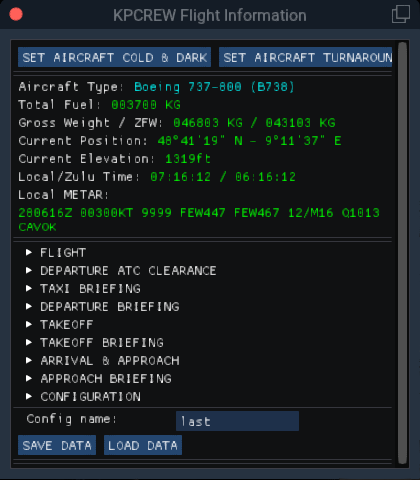 KPCREW Flight Information
SET AIRCRAFT COLD & DARK SET AIRCRAFT TURNAROUN
Aircraft Type: Boeing 737-800 (B738)
Total Fuel: 003700 KG
Gross Weight / ZFW: 046803 KG / 043103 KG
Current Position: 48°41'19" N - 9°11'37" E
Current Elevation: 1319ft
Local/Zulu Time: 07:16:12 / 06:16:12
Local METAR:
280616Z 00300KT 9999 FEW447 FEW467 12/M16 Q1013
CAVOK
FLIGHT
DEPARTURE ATC CLEARANCE
TAXI BRIEFING
DEPARTURE BRIEFING
TAKEOFF
TAKEOFF BRIEFING
ARRIVAL & APPROACH
APPROACH BRIEFING
CONFIGURATION
Config name: last
SAVE DATA LOAD DATA